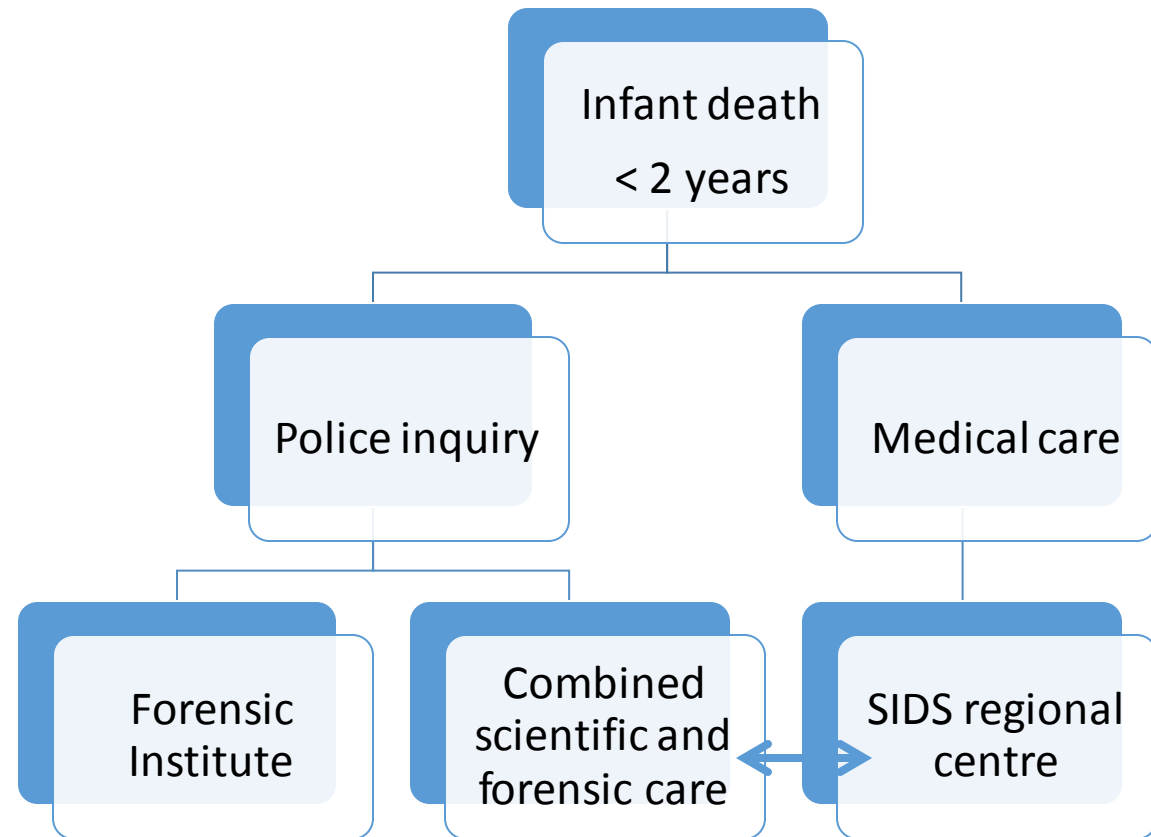 Infant death
< 2 years
Police inquiry
Medical care
Forensic
Institute
Combined
scientific and
forensic care
SIDS regional
centre